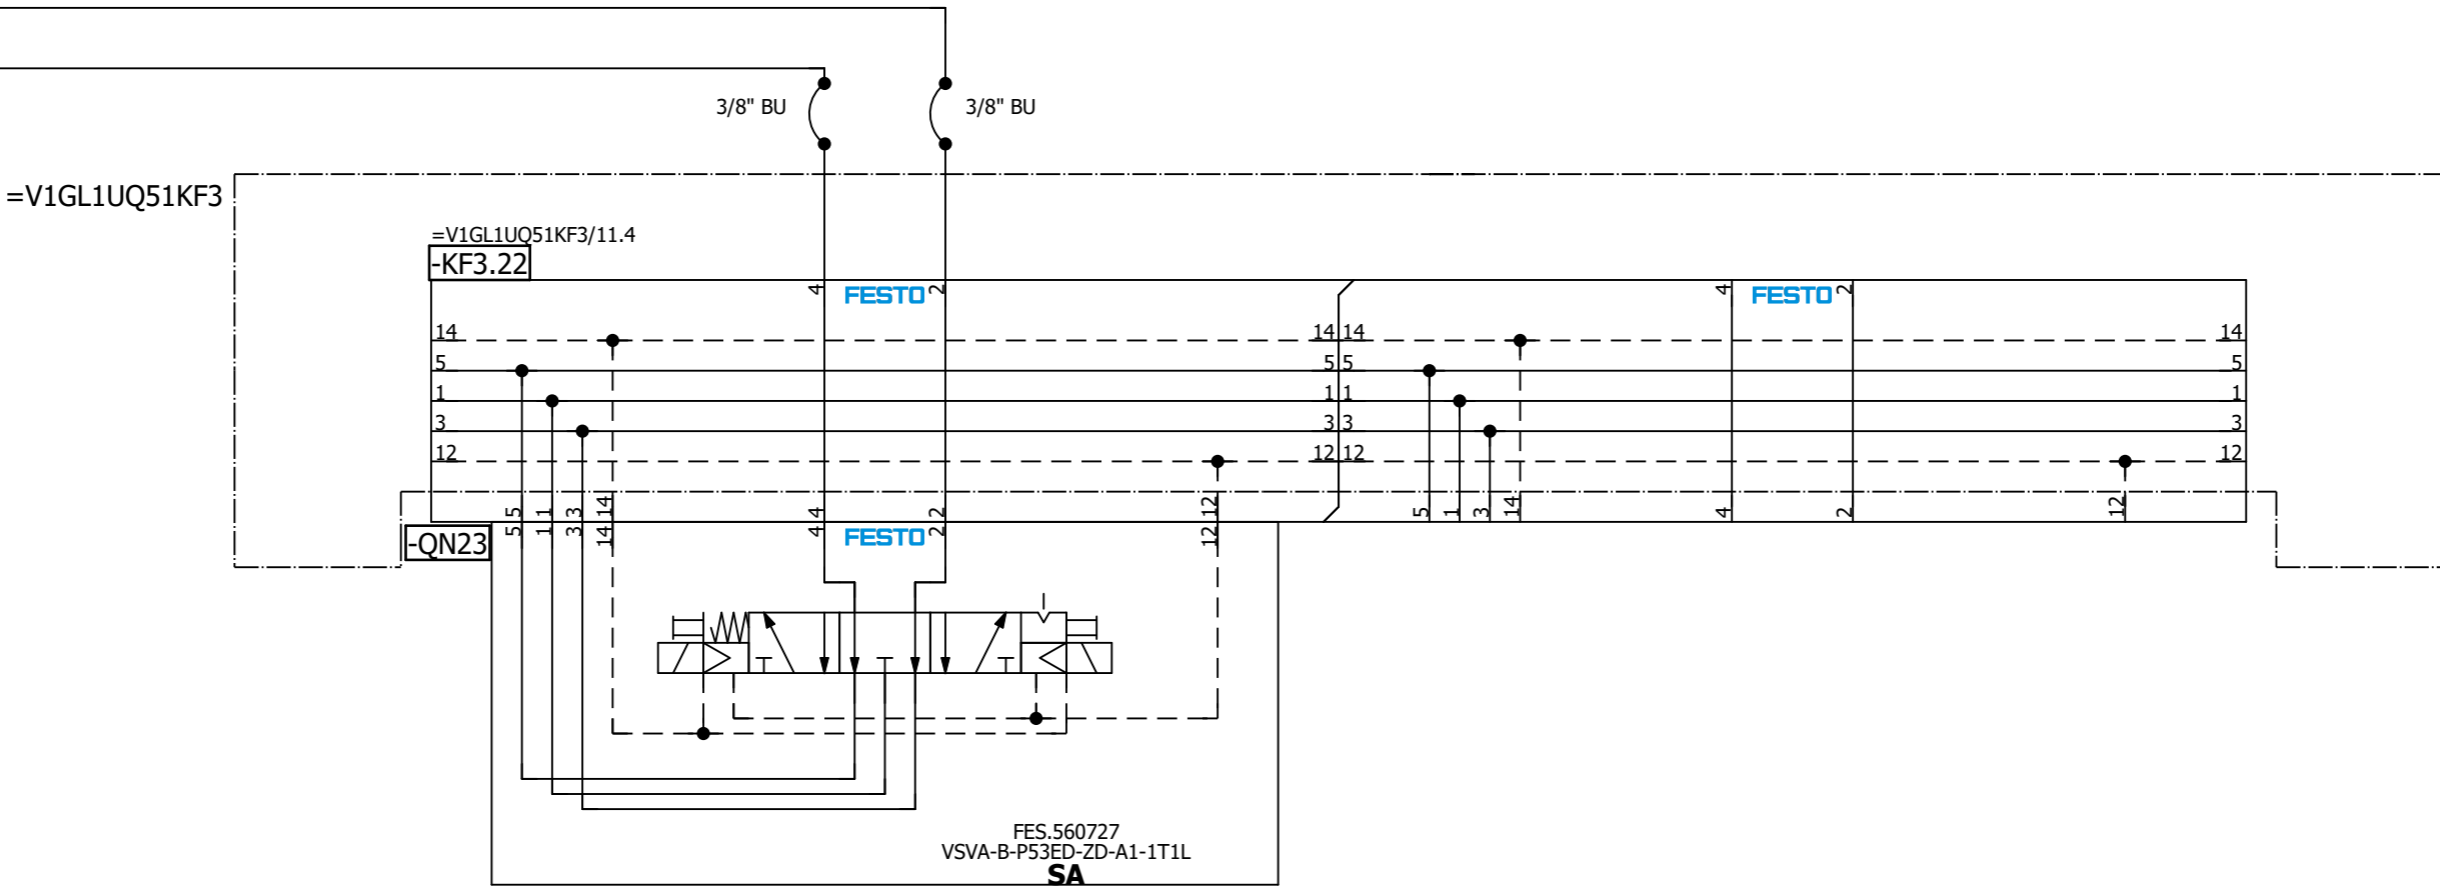 3/8" BU 3/8" BU
=V1GL1UQ51KF3
=V1GL1UQ51KF3/11.4
-KF3.22
4 FESTO 2 4 FESTO 2
14 14 14 14
5 5 5 5
1 1 1 1
3 3 3 3
12 12 12 12
5 1 3 14 4 2 12 5 1 3 14 4 2 12
-QN23 5 1 3 14 4 FESTO 2 12
FES.560727
VSVA-B-P53ED-ZD-A1-1T1L
SA